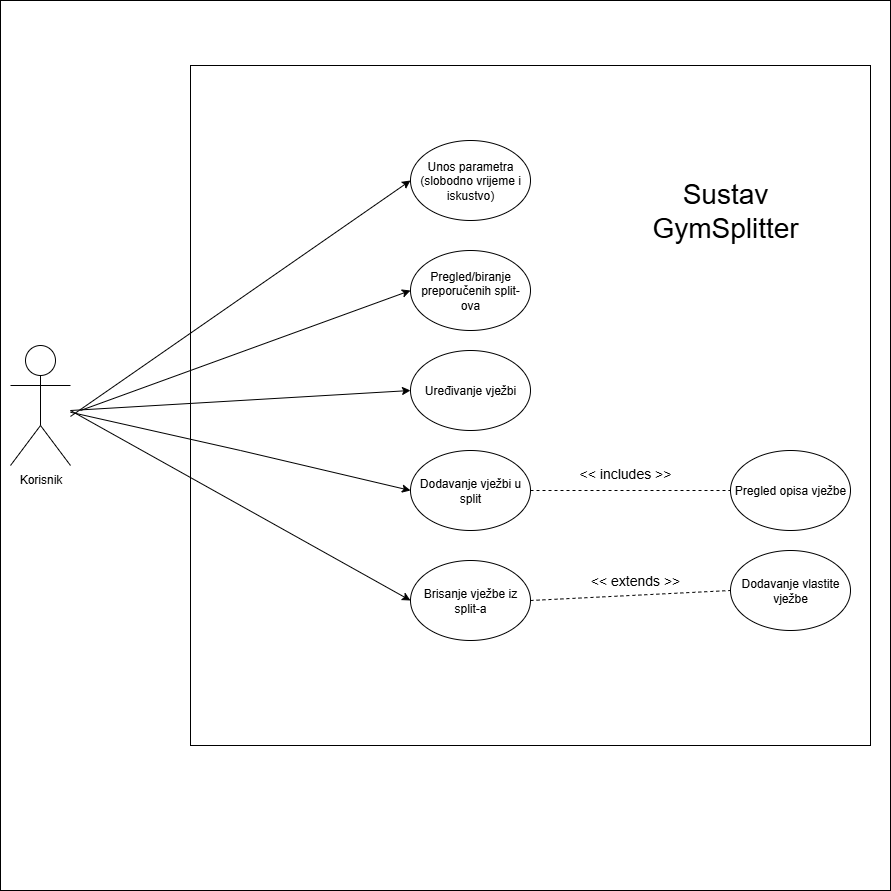 Unos parametra
(slobodno vrijeme i
iskustvo)
Sustav
GymSplitter
Pregled/biranje
preporučenih split-
ova
Uređivanje vježbi
Korisnik
Dodavanje vježbi u
split
<< includes >>
Pregled opisa vježbe
Brisanje vježbe iz
split-a
<< extends >>
Dodavanje vlastite
vježbe